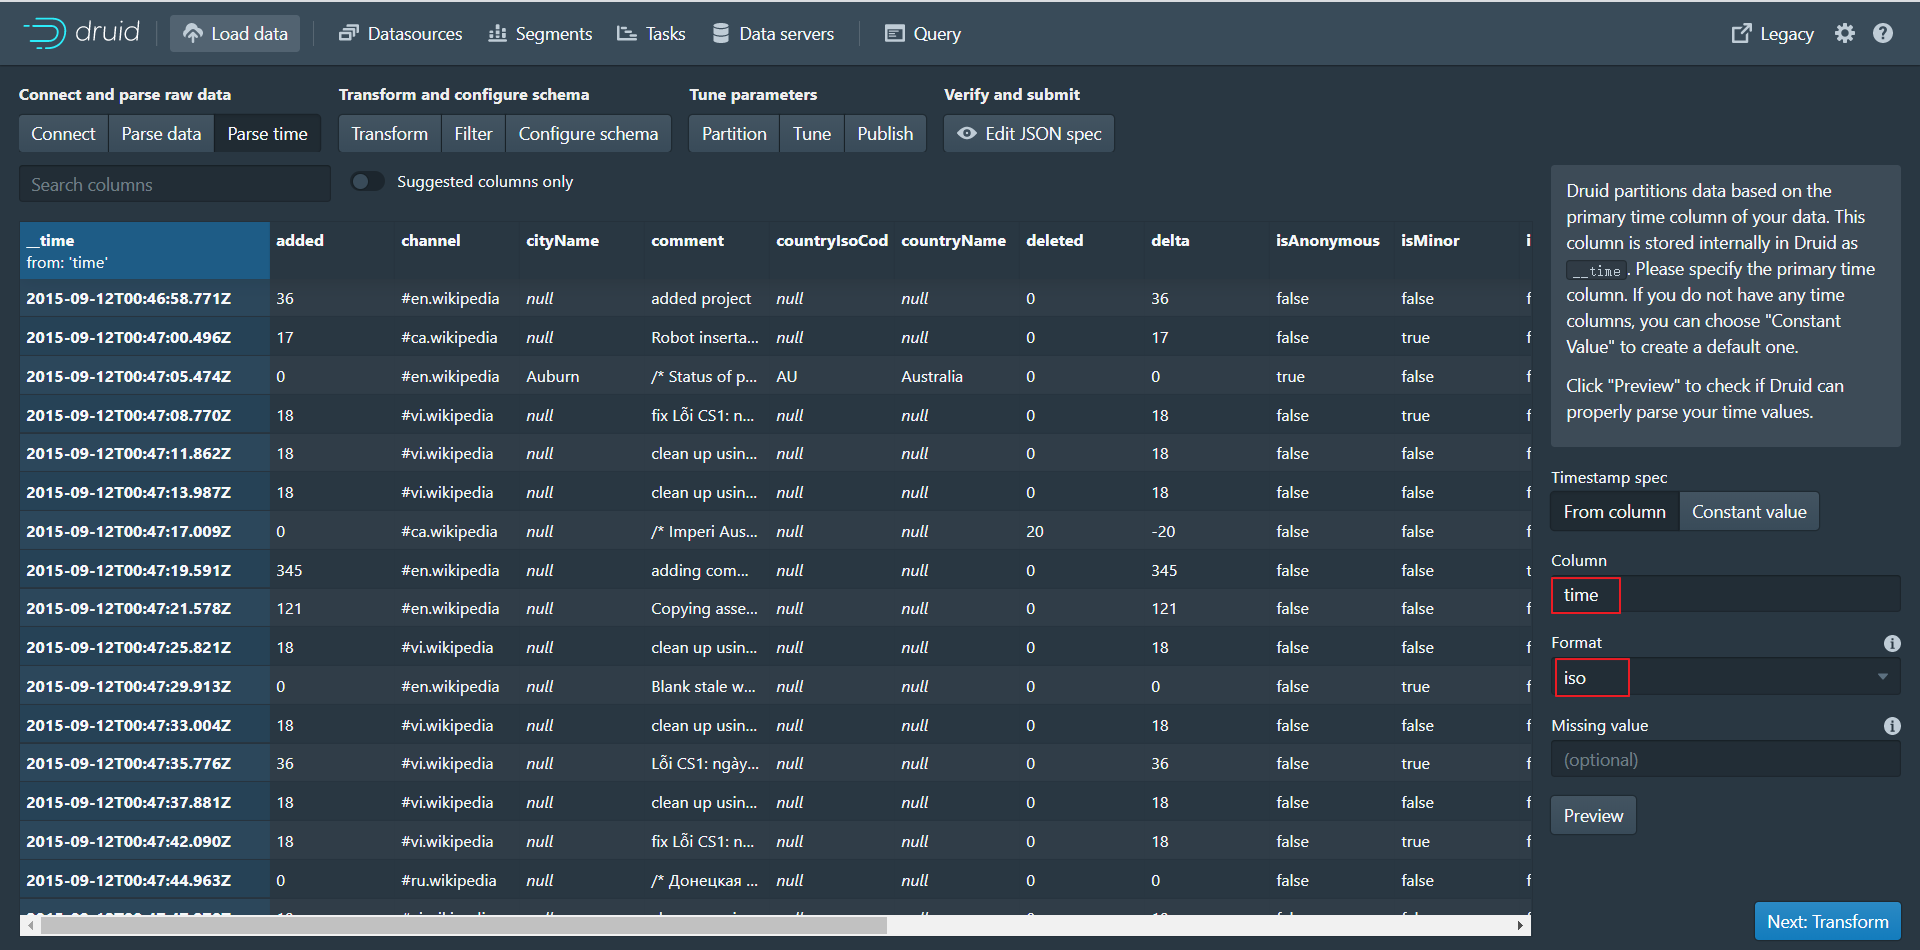 druid
Load data
Datasources
Segments
Tasks
Data servers
Query
Legacy
Connect and parse raw data
Transform and configure schema
Tune parameters
Verify and submit
Connect
Parse data
Parse time
Transform
Filter
Configure schema
Partition
Tune
Publish
Edit JSON spec
Search columns
Suggested columns only
__time added channel cityName comment countryIsoCod countryName deleted delta isAnonymous isMinor i
from: 'time'
2015-09-12T00:46:58.771Z 36 #en.wikipedia null added project null null 0 36 false false f
2015-09-12T00:47:00.496Z 17 #ca.wikipedia null Robot inserta... null null 0 17 false true f
2015-09-12T00:47:05.474Z 0 #en.wikipedia Auburn /* Status of p... AU Australia 0 0 true false f
2015-09-12T00:47:08.770Z 18 #vi.wikipedia null fix Lỗi CS1: n... null null 0 18 false true f
2015-09-12T00:47:11.862Z 18 #vi.wikipedia null clean up usin... null null 0 18 false false f
2015-09-12T00:47:13.987Z 18 #vi.wikipedia null clean up usin... null null 0 18 false false f
2015-09-12T00:47:17.009Z 0 #ca.wikipedia null /* Imperi Aus... null null 20 -20 false false f
2015-09-12T00:47:19.591Z 345 #en.wikipedia null adding com... null null 0 345 false false t
2015-09-12T00:47:21.578Z 121 #en.wikipedia null Copying asse... null null 0 121 false false f
2015-09-12T00:47:25.821Z 18 #vi.wikipedia null clean up usin... null null 0 18 false false f
2015-09-12T00:47:29.913Z 0 #en.wikipedia null Blank stale w... null null 0 0 false true f
2015-09-12T00:47:33.004Z 18 #vi.wikipedia null clean up usin... null null 0 18 false false f
2015-09-12T00:47:35.776Z 36 #vi.wikipedia null Lỗi CS1: ngày... null null 0 36 false true f
2015-09-12T00:47:37.881Z 18 #vi.wikipedia null clean up usin... null null 0 18 false false f
2015-09-12T00:47:42.090Z 18 #vi.wikipedia null fix Lỗi CS1: n... null null 0 18 false true f
2015-09-12T00:47:44.963Z 0 #ru.wikipedia null /* Донецкая ... null null 0 0 false false f
Druid partitions data based on the
primary time column of your data. This
column is stored internally in Druid as
__time. Please specify the primary time
column. If you do not have any time
columns, you can choose "Constant
Value" to create a default one.
Click "Preview" to check if Druid can
properly parse your time values.
Timestamp spec
From column
Constant value
Column
time
Format
iso
Missing value
(optional)
Preview
Next: Transform